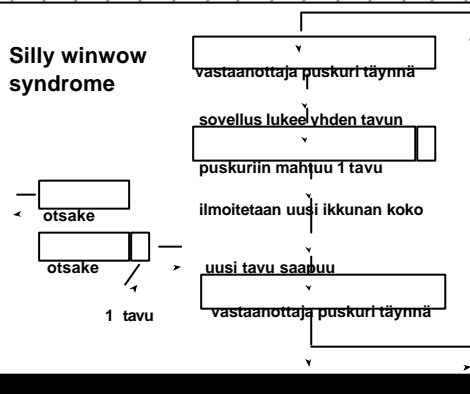 Silly winwow
syndrome
vastaanottaja puskuri täynnä
sovellus lukee yhden tavun
puskuriin mahtuu 1 tavu
otsake
ilmoitetaan uusi ikkunan koko
otsake
uusi tavu saapuu
1 tavu
vastaanottaja puskuri täynnä